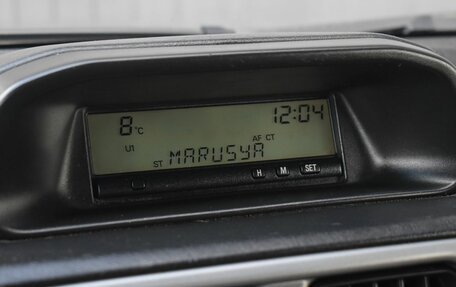 8°C 12:04
U1 AF CT
ST MARUSYA
H M SET